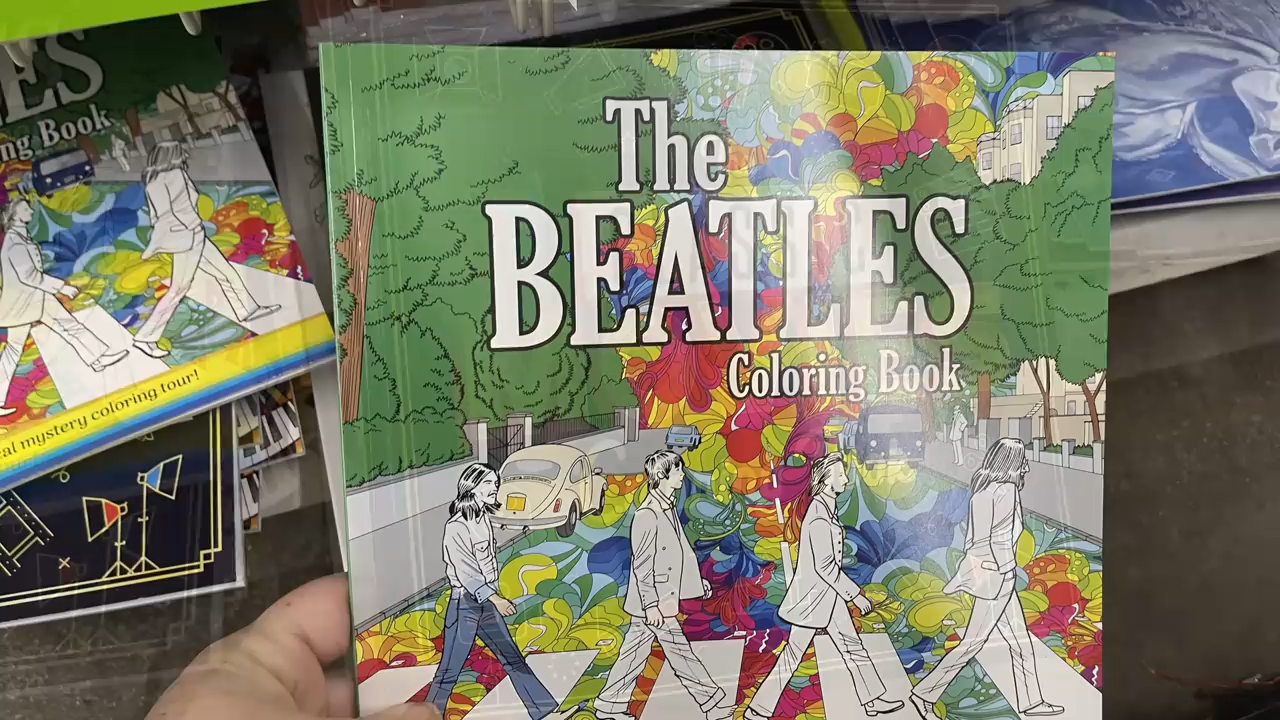 The
BEATLES
Coloring Book
ES
ng Book
al mystery coloring tour!